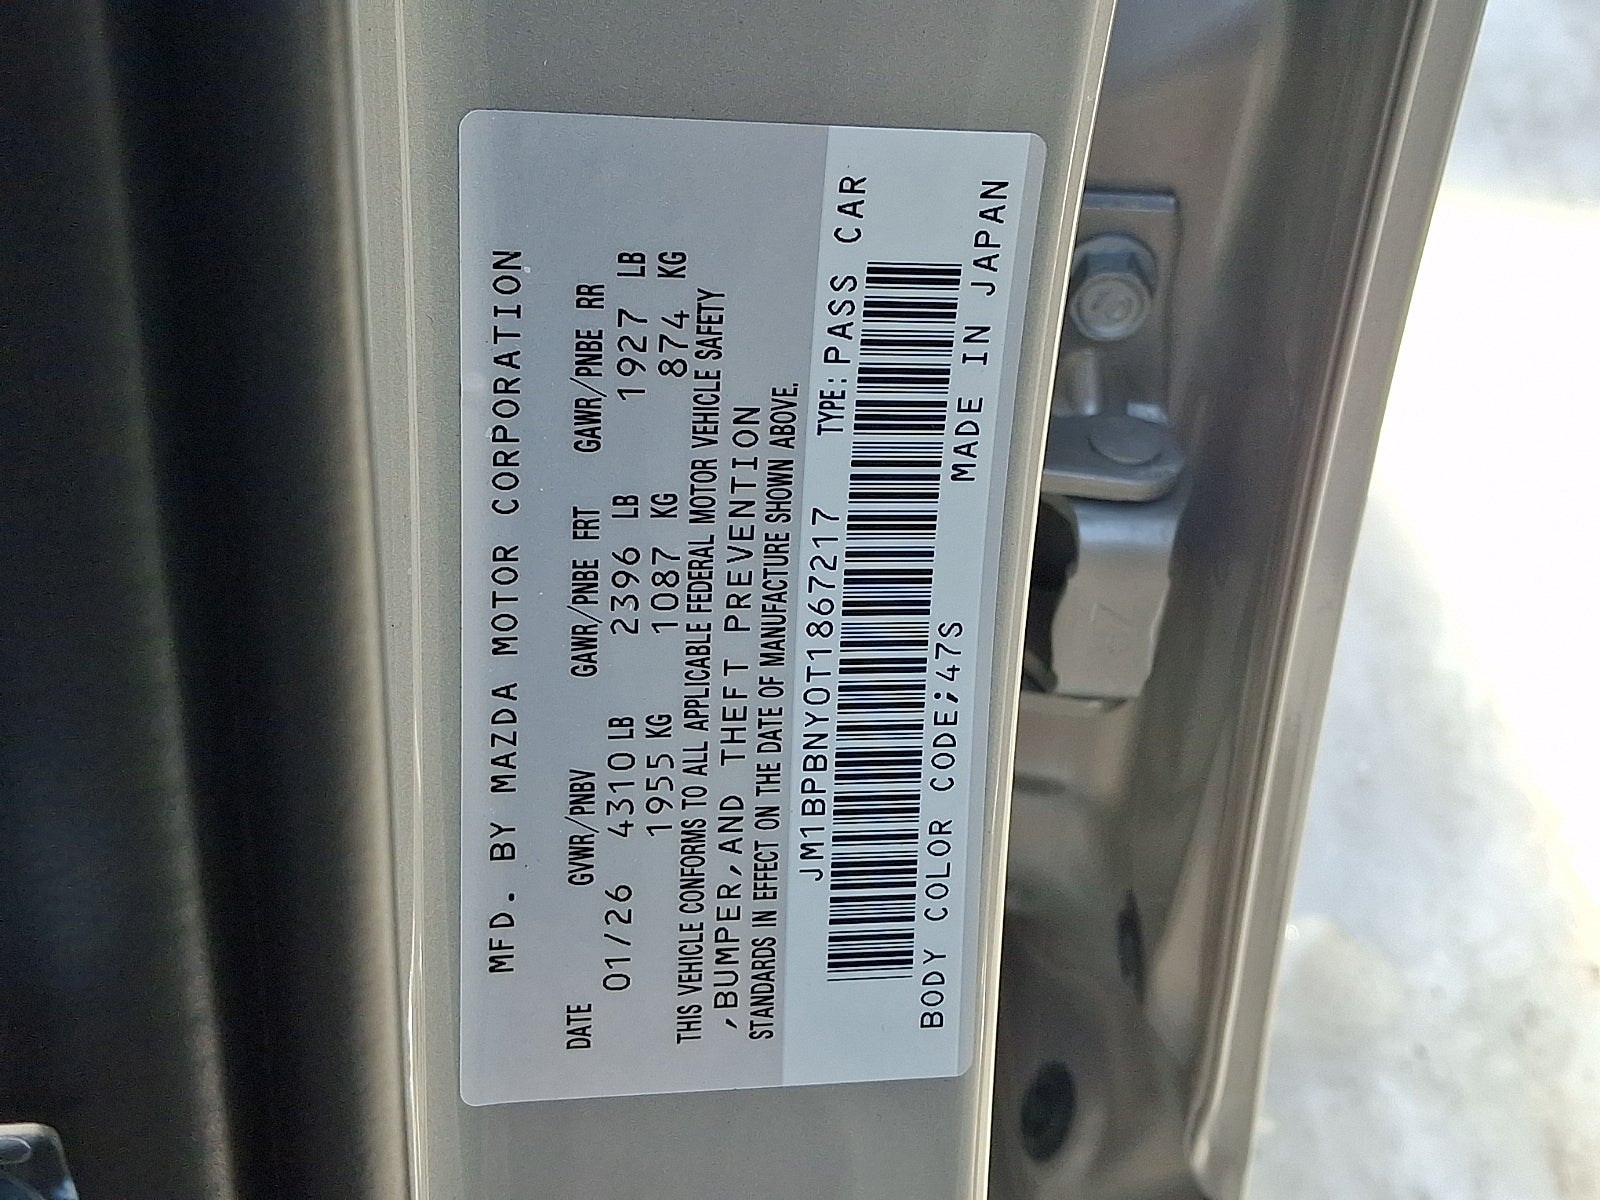 MFD. BY MAZDA MOTOR CORPORATION
DATE GVWR/PNBV GAWR/PNBE FRT GAWR/PNBE RR
01/26 4310 LB 2396 LB 1927 LB
1955 KG 1087 KG 874 KG
THIS VEHICLE CONFORMS TO ALL APPLICABLE FEDERAL MOTOR VEHICLE SAFETY
,BUMPER,AND THEFT PREVENTION
STANDARDS IN EFFECT ON THE DATE OF MANUFACTURE SHOWN ABOVE.
JM1BPBNY0T1867217 TYPE:PASS CAR
BODY COLOR CODE;47S MADE IN JAPAN